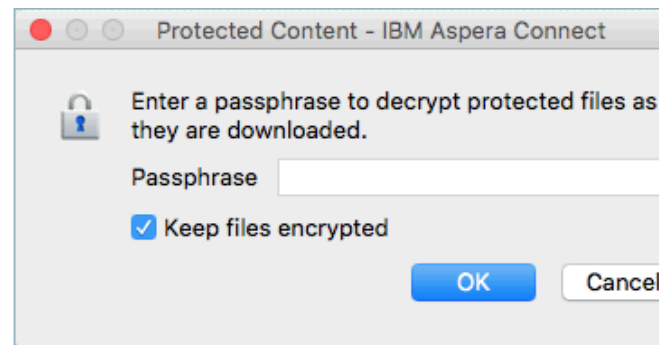 Protected Content - IBM Aspera Connect
Enter a passphrase to decrypt protected files as
they are downloaded.
Passphrase
Keep files encrypted
OK
Cancel